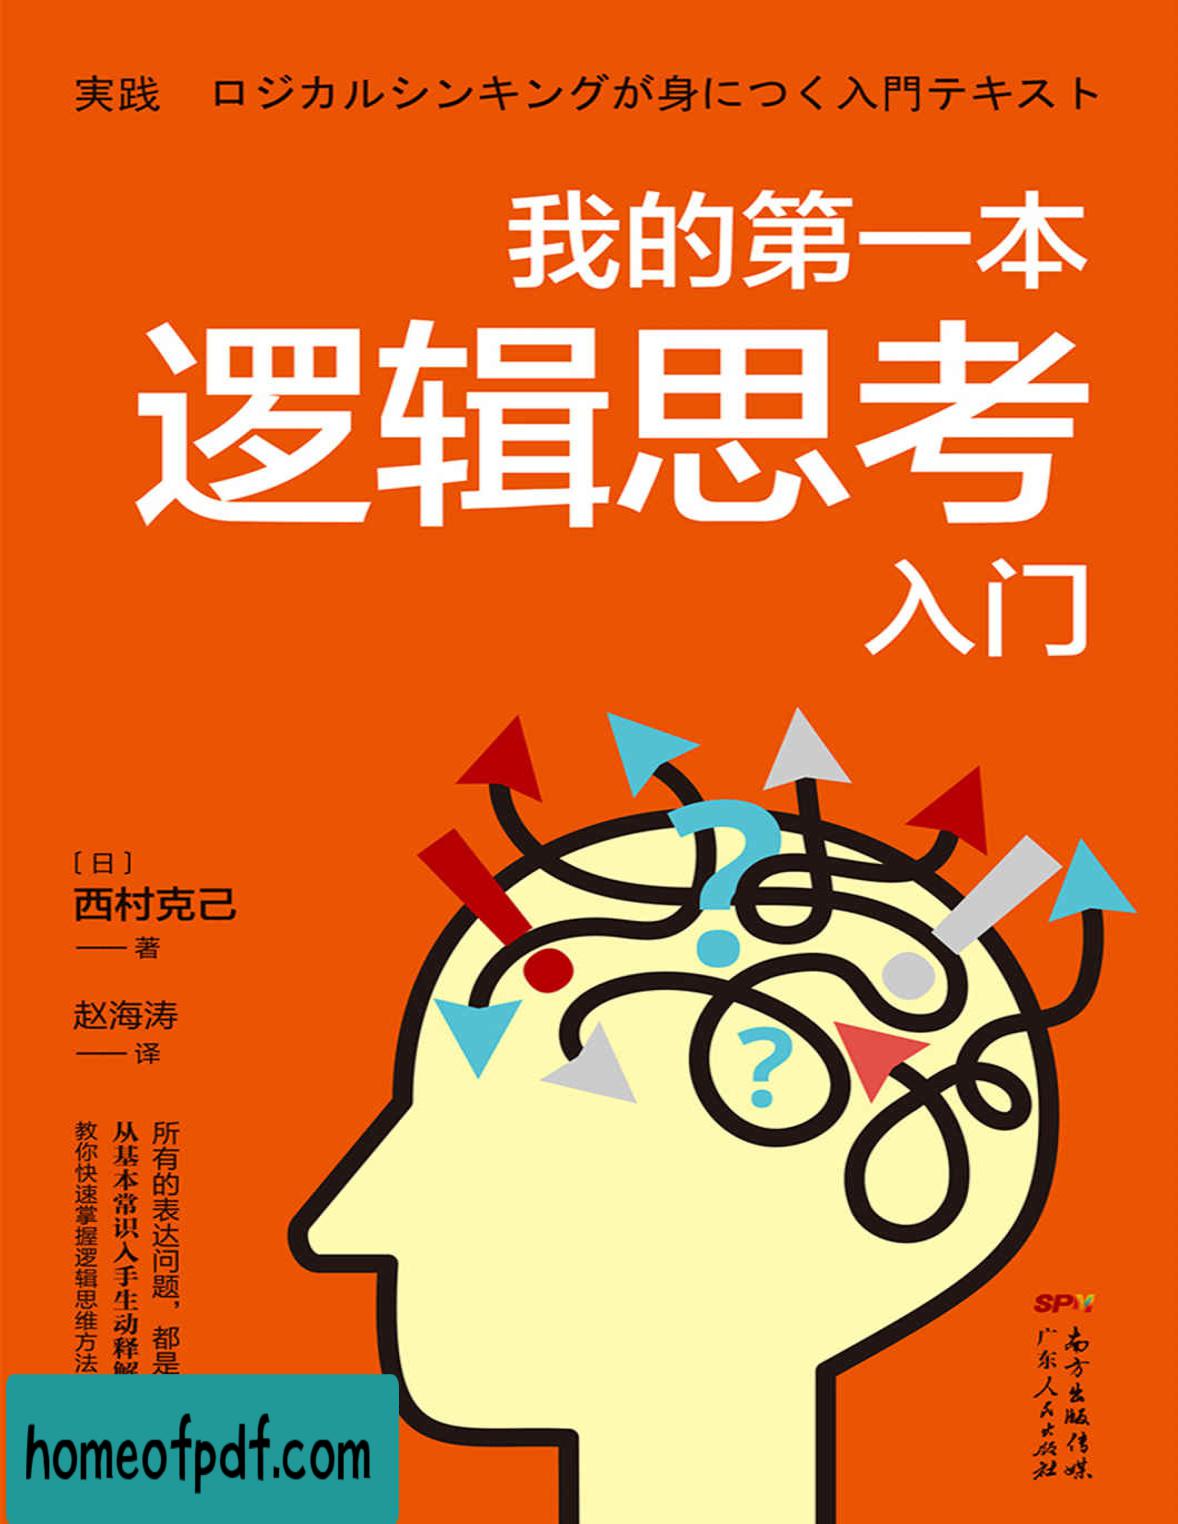 実践 ロジカルシンキングが身につく入門テキスト
我的第一本
逻辑思考
入门
[日]
西村克己
—— 著
赵海涛
—— 译
所有的表达问题，都是
从基本常识入手生动释解
教你快速掌握逻辑思维方法
?
?
SPM
南方出版传媒
广东人民出版社
homeofpdf.com